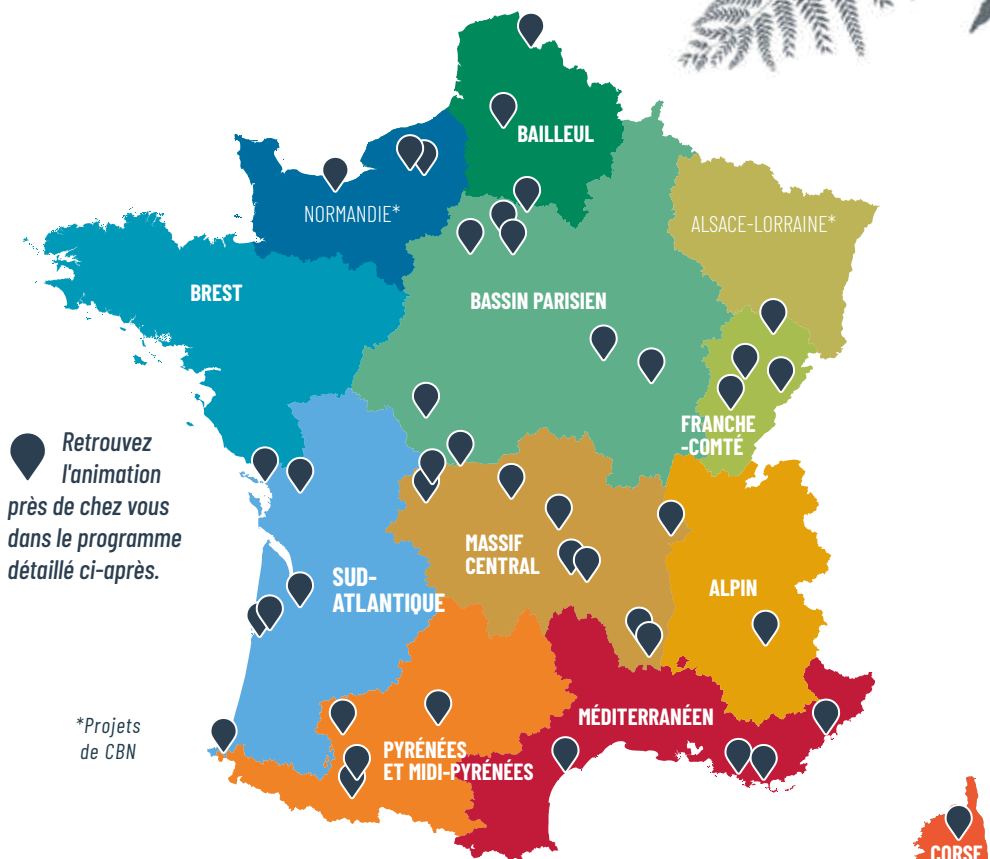 BAILLEUL
NORMANDIE*
ALSACE-LORRAINE*
BREST
BASSIN PARISIEN
FRANCHE
-COMTÉ
Retrouvez
l'animation
près de chez vous
dans le programme
détaillé ci-après.
MASSIF
CENTRAL
SUD-
ATLANTIQUE
ALPIN
*Projets
de CBN
MÉDITERRANÉEN
PYRÉNÉES
ET MIDI-PYRÉNÉES
CORSE